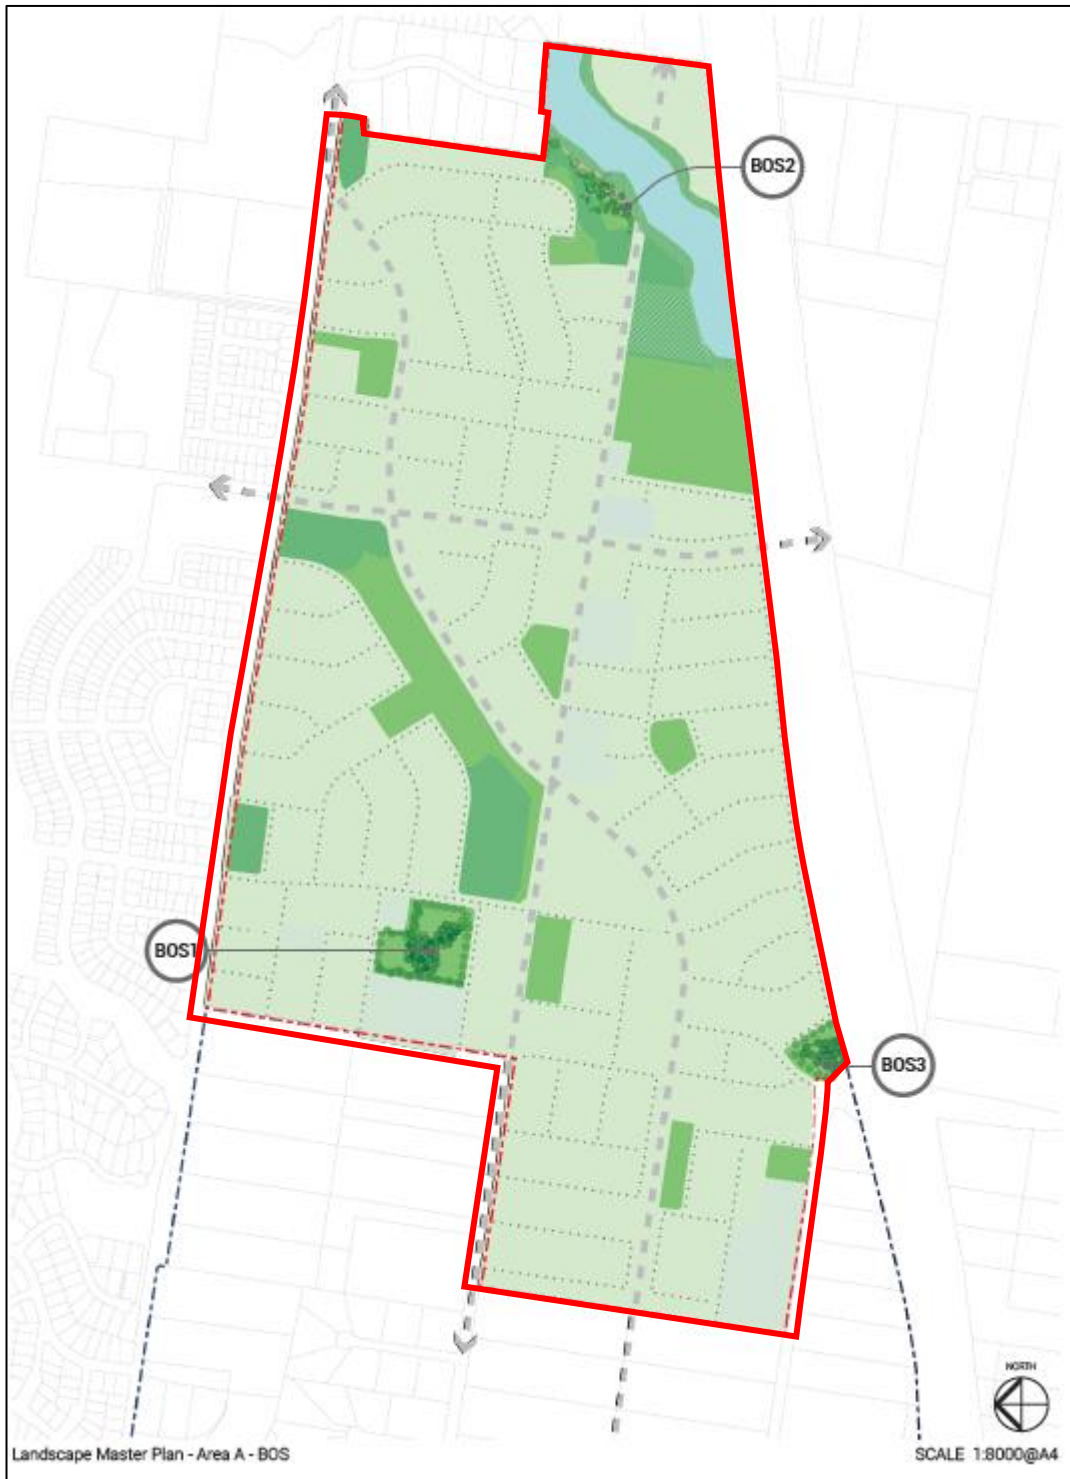 BOS2
BOS1
BOS3
NORTH
Landscape Master Plan - Area A - BOS
SCALE 1:8000@A4